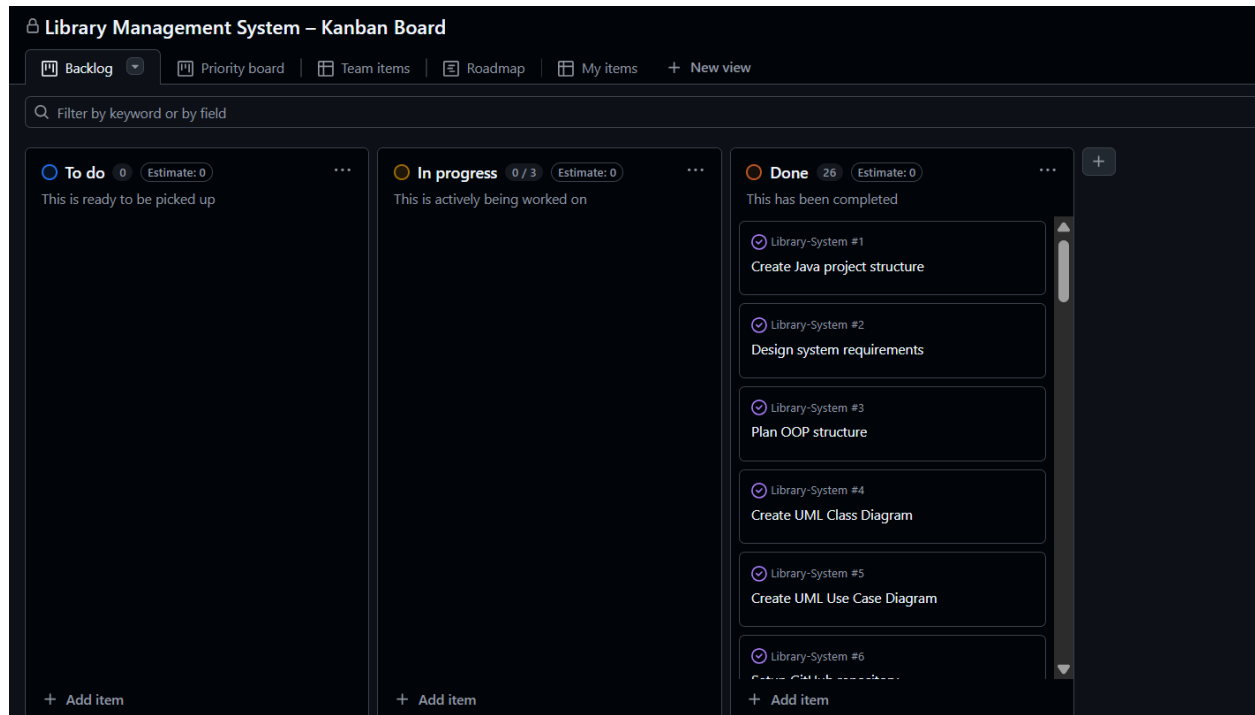 Library Management System – Kanban Board
Backlog Priority board Team items Roadmap My items + New view
Filter by keyword or by field
To do 0 Estimate: 0 ...
This is ready to be picked up
+ Add item
In progress 0 / 3 Estimate: 0 ...
This is actively being worked on
+ Add item
Done 26 Estimate: 0 ...
This has been completed
Library-System #1
Create Java project structure
Library-System #2
Design system requirements
Library-System #3
Plan OOP structure
Library-System #4
Create UML Class Diagram
Library-System #5
Create UML Use Case Diagram
Library-System #6
Setup GitHub repository
+ Add item
+